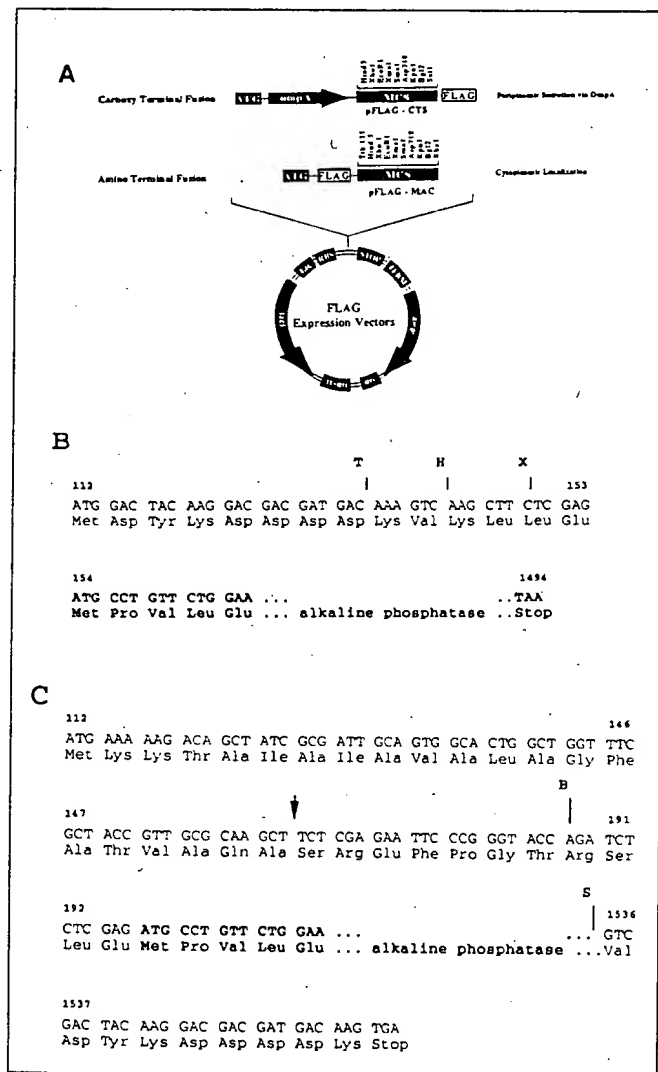 A
Carboxy Terminal Fusion
ATG
ompA
MCS
FLAG
Periplasmic Secretion via OmpA
pFLAG - CTS
Amino Terminal Fusion
ATG
FLAG
MCS
Cytoplasmic Localization
pFLAG - MAC
tac
RBS
STOP
FLAG
Expression Vectors
B
T H X
112 153
ATG GAC TAC AAG GAC GAC GAT GAC AAA GTC AAG CTT CTC GAG
Met Asp Tyr Lys Asp Asp Asp Asp Lys Val Lys Leu Leu Glu
154 1494
ATG CCT GTT CTG GAA ... ..TAA
Met Pro Val Leu Glu ... alkaline phosphatase ..Stop
C
112 146
ATG AAA AAG ACA GCT ATC GCG ATT GCA GTG GCA CTG GCT GGT TTC
Met Lys Lys Thr Ala Ile Ala Ile Ala Val Ala Leu Ala Gly Phe
B
147 191
GCT ACC GTT GCG CAA GCT TCT CGA GAA TTC CCG GGT ACC AGA TCT
Ala Thr Val Ala Gln Ala Ser Arg Glu Phe Pro Gly Thr Arg Ser
S
192 1536
CTC GAG ATG CCT GTT CTG GAA ... ... GTC
Leu Glu Met Pro Val Leu Glu ... alkaline phosphatase ...Val
1537
GAC TAC AAG GAC GAC GAT GAC AAG TGA
Asp Tyr Lys Asp Asp Asp Asp Lys Stop